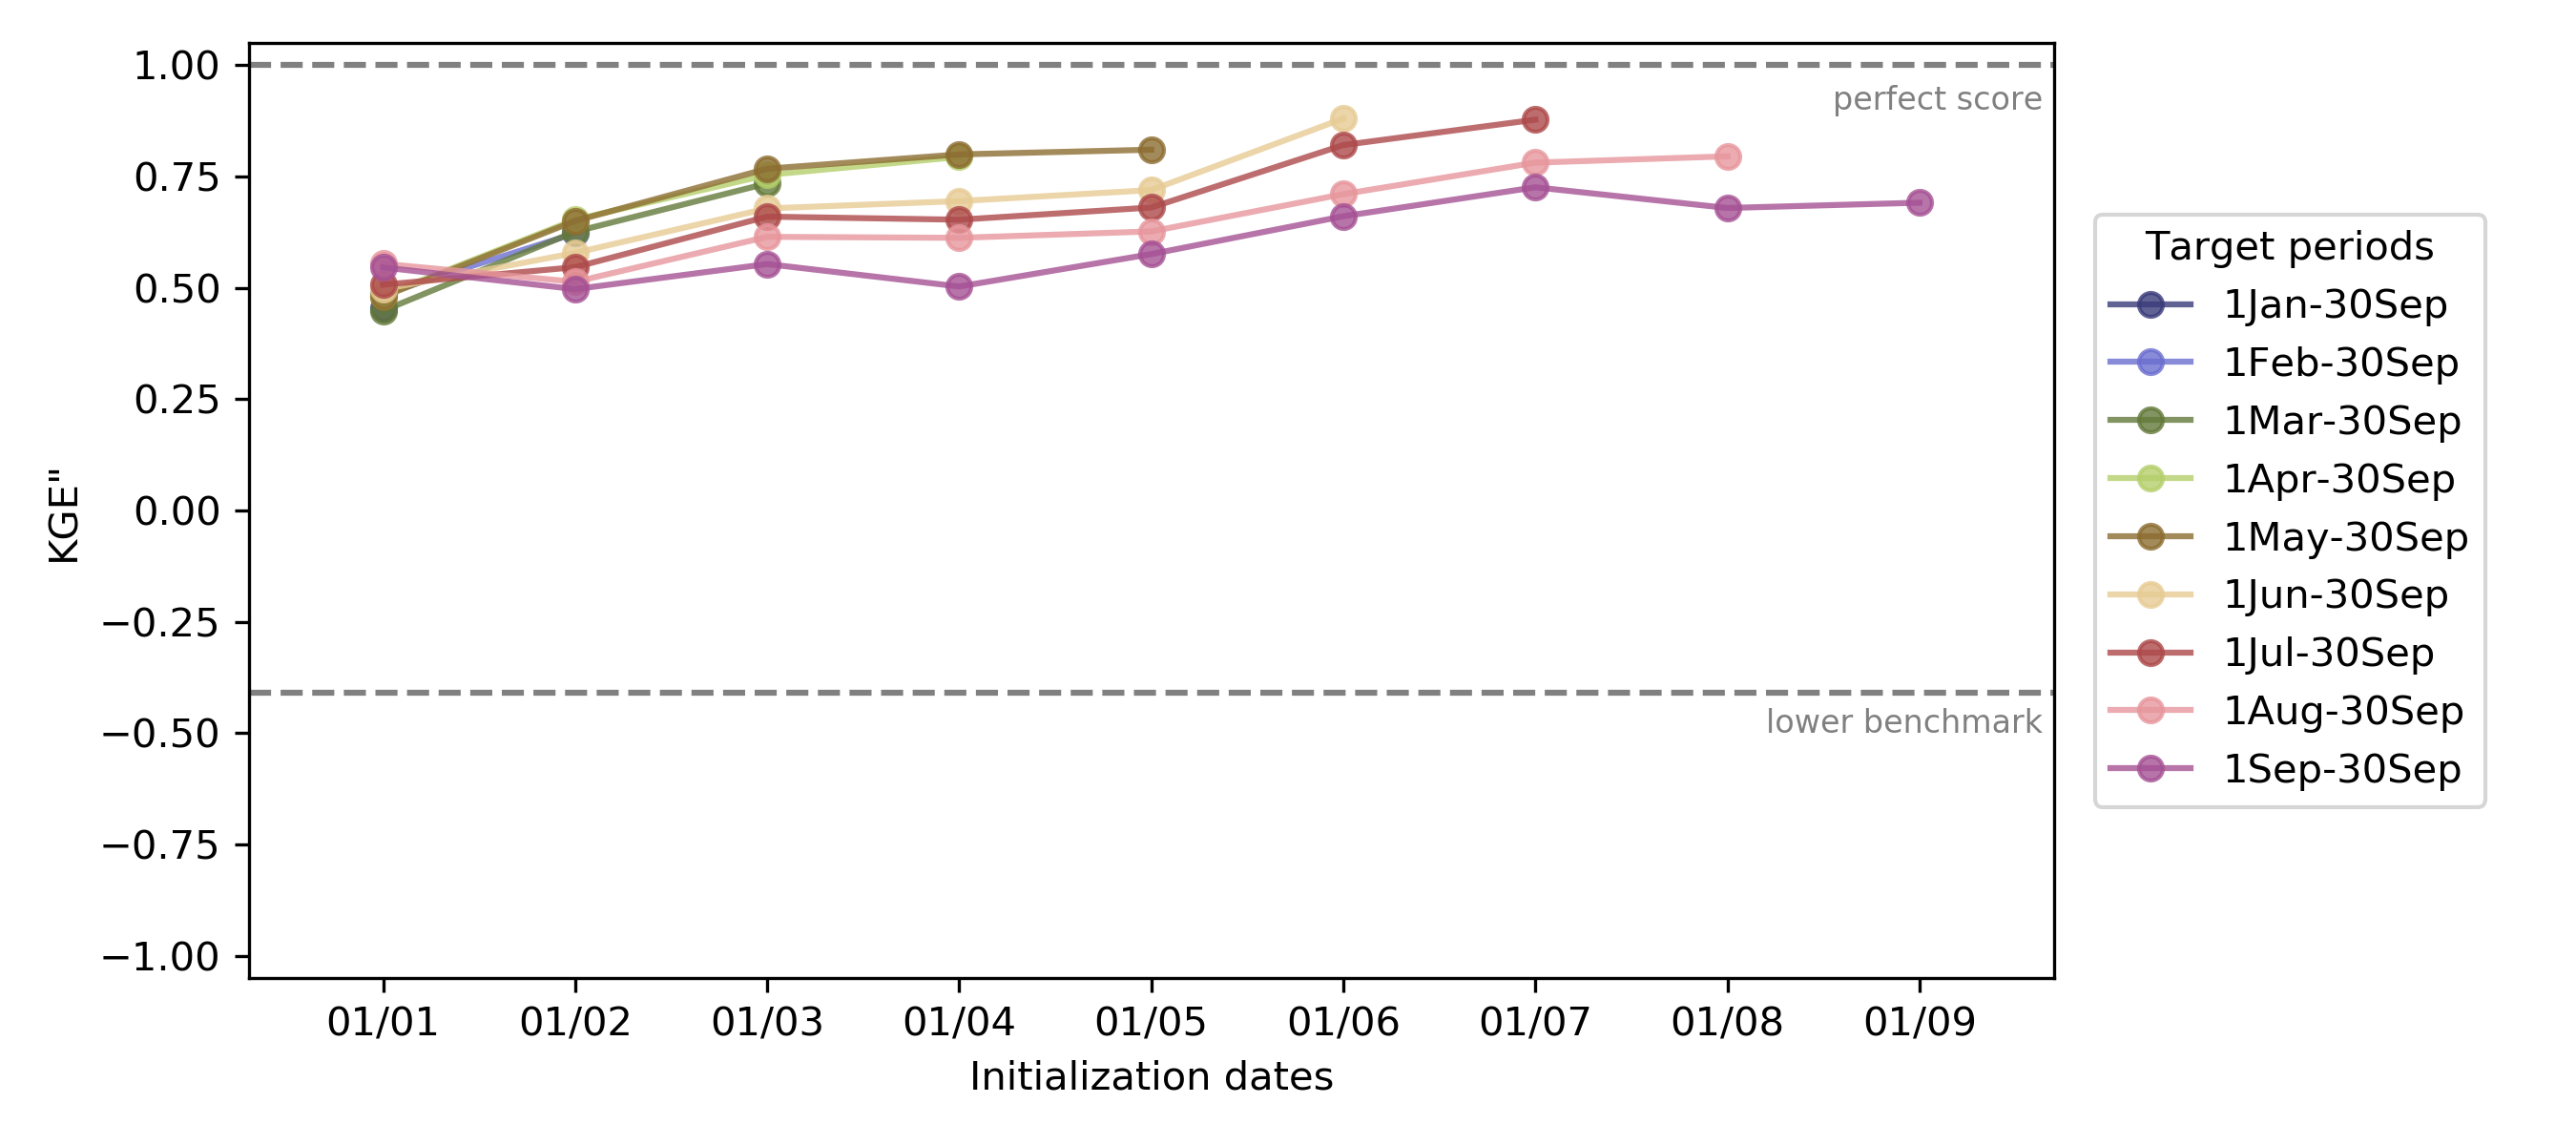 1.00
0.75
0.50
0.25
0.00
−0.25
−0.50
−0.75
−1.00
KGE"
perfect score
lower benchmark
01/01 01/02 01/03 01/04 01/05 01/06 01/07 01/08 01/09
Initialization dates
Target periods
1Jan-30Sep
1Feb-30Sep
1Mar-30Sep
1Apr-30Sep
1May-30Sep
1Jun-30Sep
1Jul-30Sep
1Aug-30Sep
1Sep-30Sep